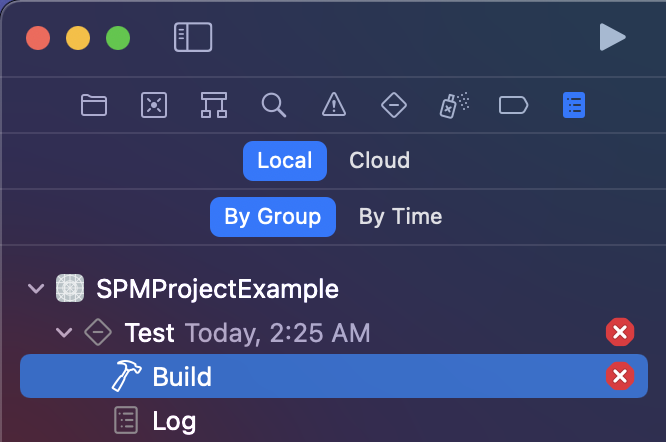 Local Cloud
By Group By Time
SPMProjectExample
Test Today, 2:25 AM
Build
Log